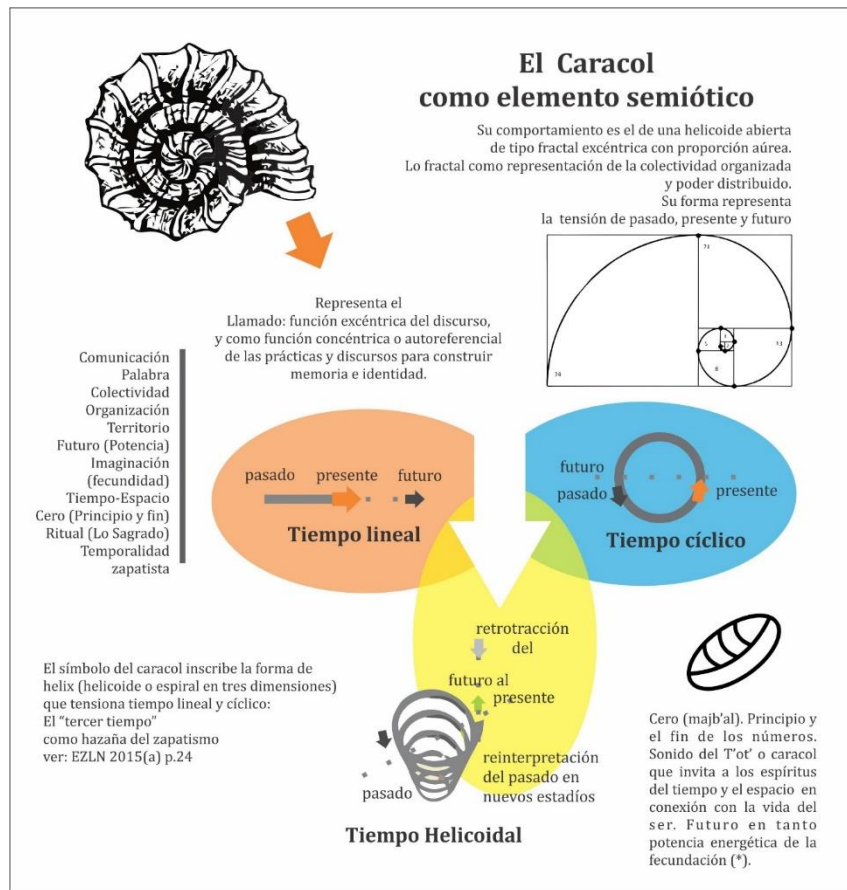 El Caracol
como elemento semiótico
Su comportamiento es el de una helicoide abierta
de tipo fractal excéntrica con proporción aúrea.
Lo fractal como representación de la colectividad organizada
y poder distribuido.
Su forma representa
la tensión de pasado, presente y futuro
Representa el
Llamado: función excéntrica del discurso,
y como función concéntrica o autoreferencial
de las prácticas y discursos para construir
memoria e identidad.
13
5
8
Comunicación
Palabra
Colectividad
Organización
Territorio
Futuro (Potencia)
Imaginación
(fecundidad)
Tiempo-Espacio
Cero (Principio y fin)
Ritual (Lo Sagrado)
Temporalidad
zapatista
pasado presente futuro
Tiempo lineal
futuro
pasado
presente
Tiempo cíclico
retrotracción
del
futuro al
presente
reinterpretación
del pasado en
nuevos estadíos
pasado
Tiempo Helicoidal
El símbolo del caracol inscribe la forma de
helix (helicoide o espiral en tres dimensiones)
que tensiona tiempo lineal y cíclico:
El “tercer tiempo”
como hazaña del zapatismo
ver: EZLN 2015(a) p.24
Cero (majb’al). Principio y
el fin de los números.
Sonido del T’ot’ o caracol
que invita a los espíritus
del tiempo y el espacio en
conexión con la vida del
ser. Futuro en tanto
potencia energética de la
fecundación (*).